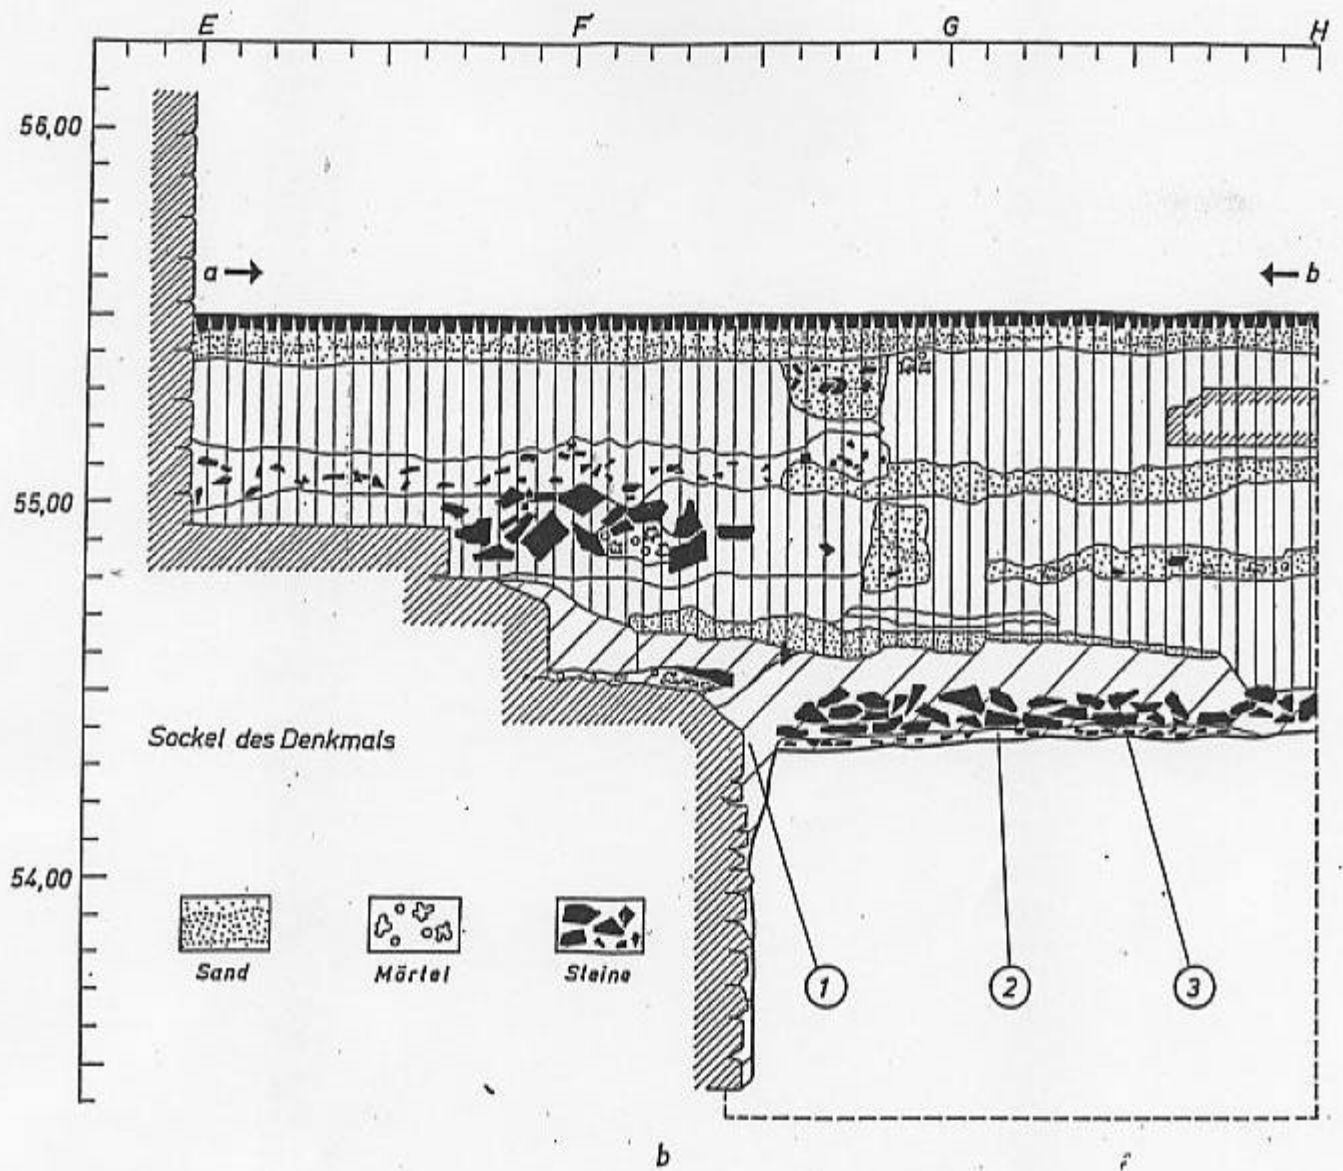 E F G H
56,00
a b
55,00
Sockel des Denkmals
54,00
Sand Mörtel Steine
1 2 3
b